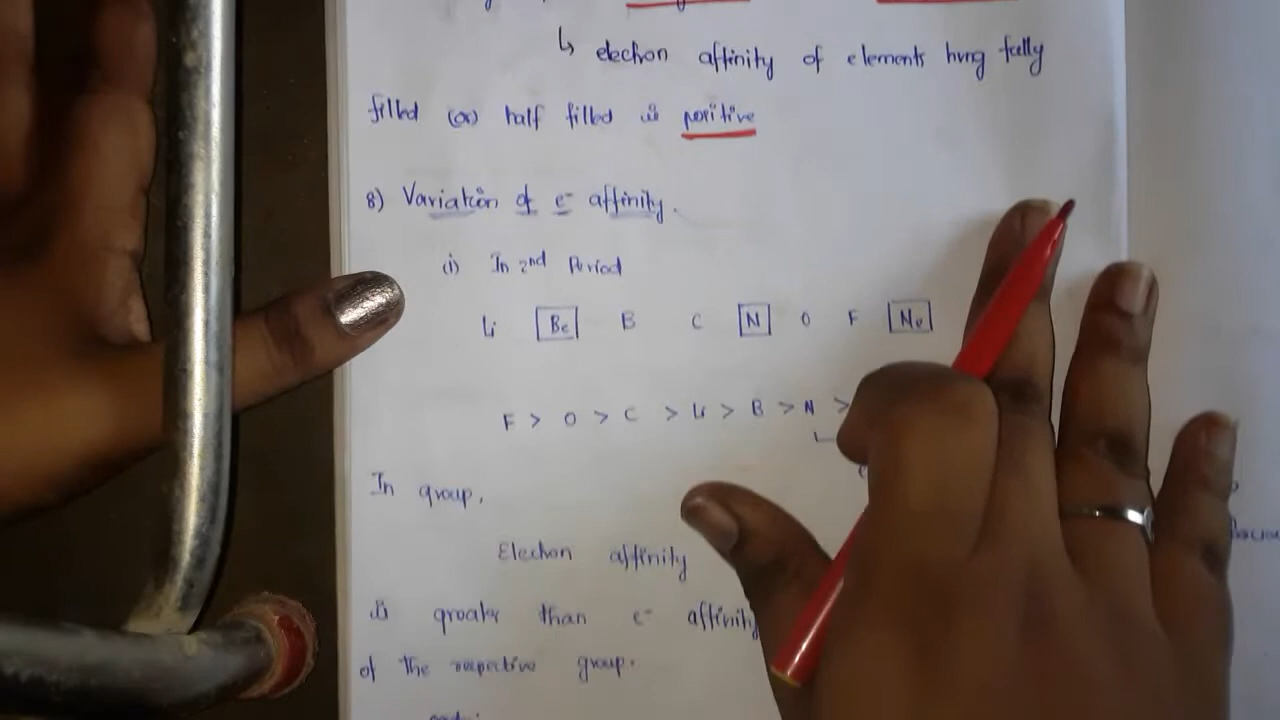 ↳ electron affinity of elements hvng fully
filled (or) half filled is positive
8) Variation of e⁻ affinity.
(i) In 2nd Period
Li Be B C N O F Ne
F > O > C > Li > B > N >
In group,
Electron affinity
is greater than e⁻ affinity
of the respective group.